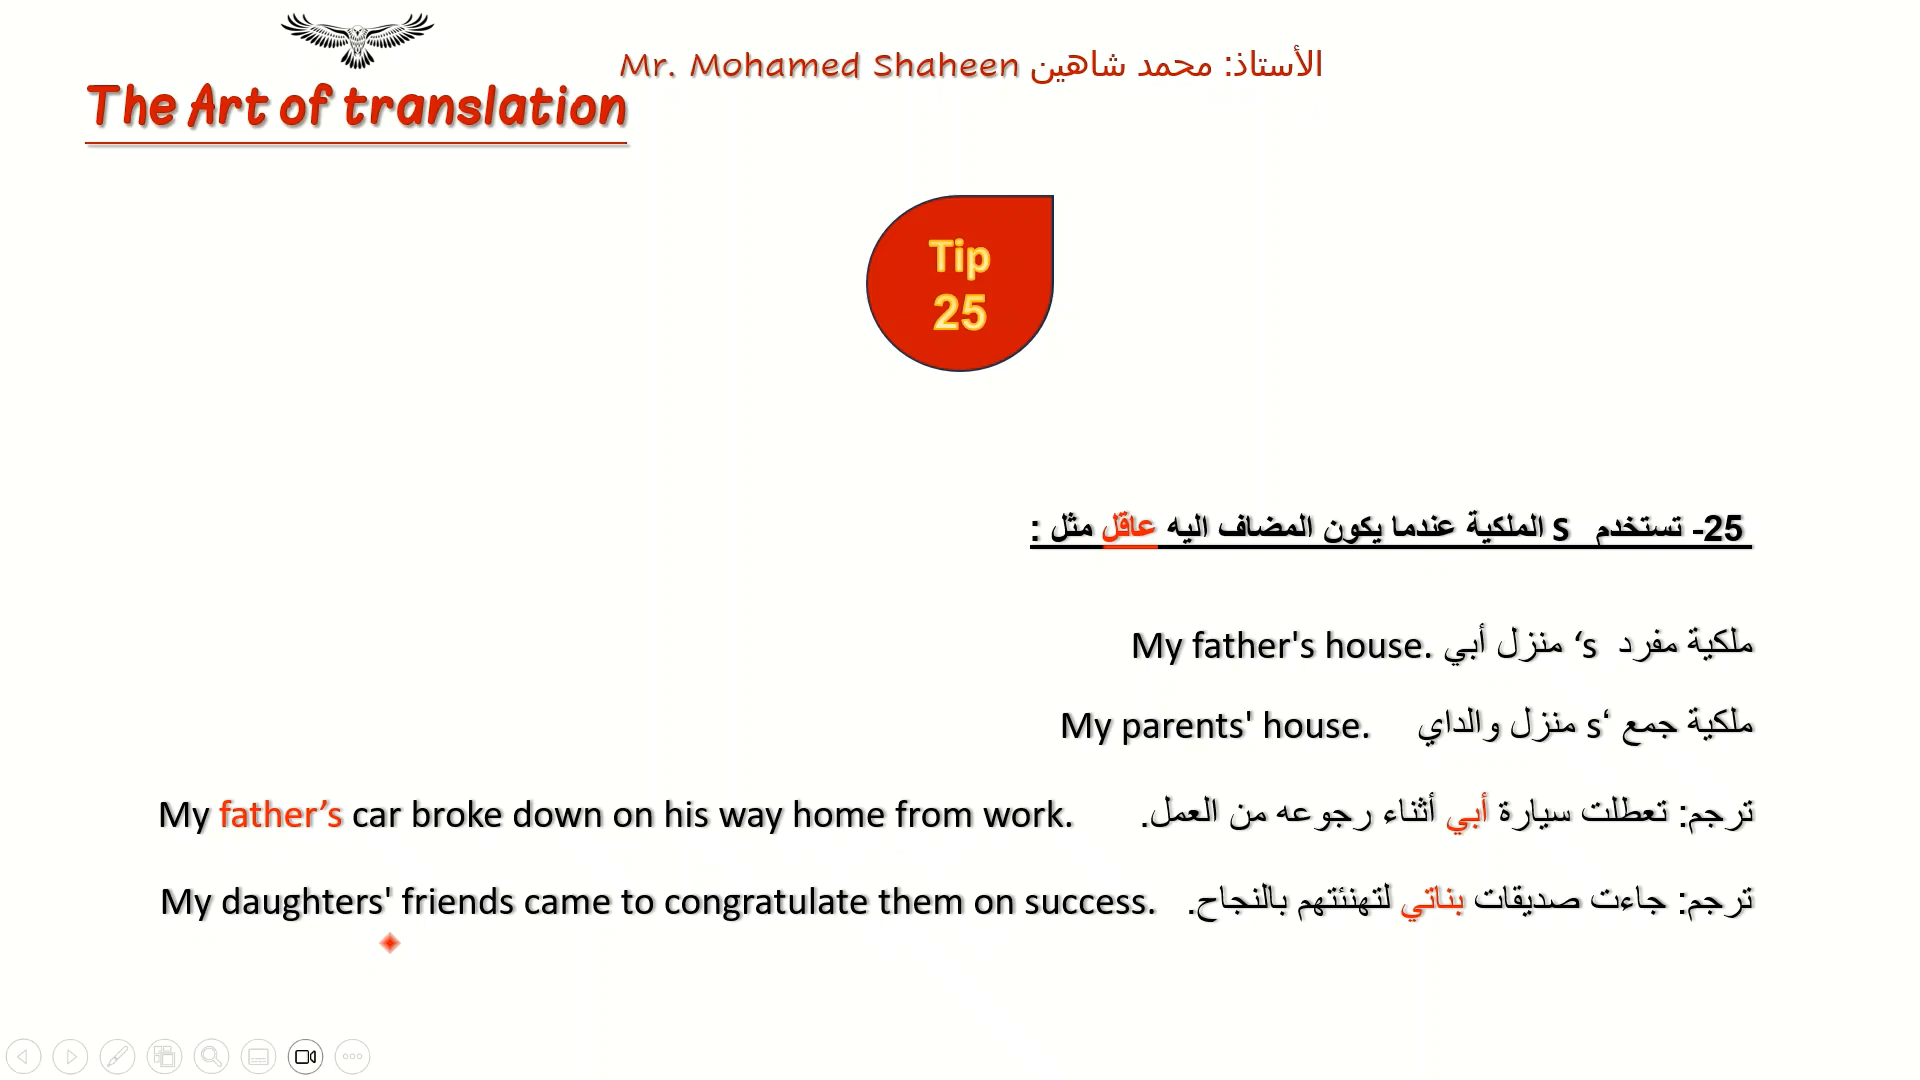 The Art of translation
Mr. Mohamed Shaheen الأستاذ: محمد شاهين
Tip
25
25- تستخدم s الملكية عندما يكون المضاف اليه عاقل مثل :
ملكية مفرد ‘s منزل أبي My father's house.
ملكية جمع s‘ منزل والداي My parents' house.
ترجم: تعطلت سيارة أبي أثناء رجوعه من العمل. My father’s car broke down on his way home from work.
ترجم: جاءت صديقات بناتي لتهنئتهم بالنجاح. My daughters' friends came to congratulate them on success.